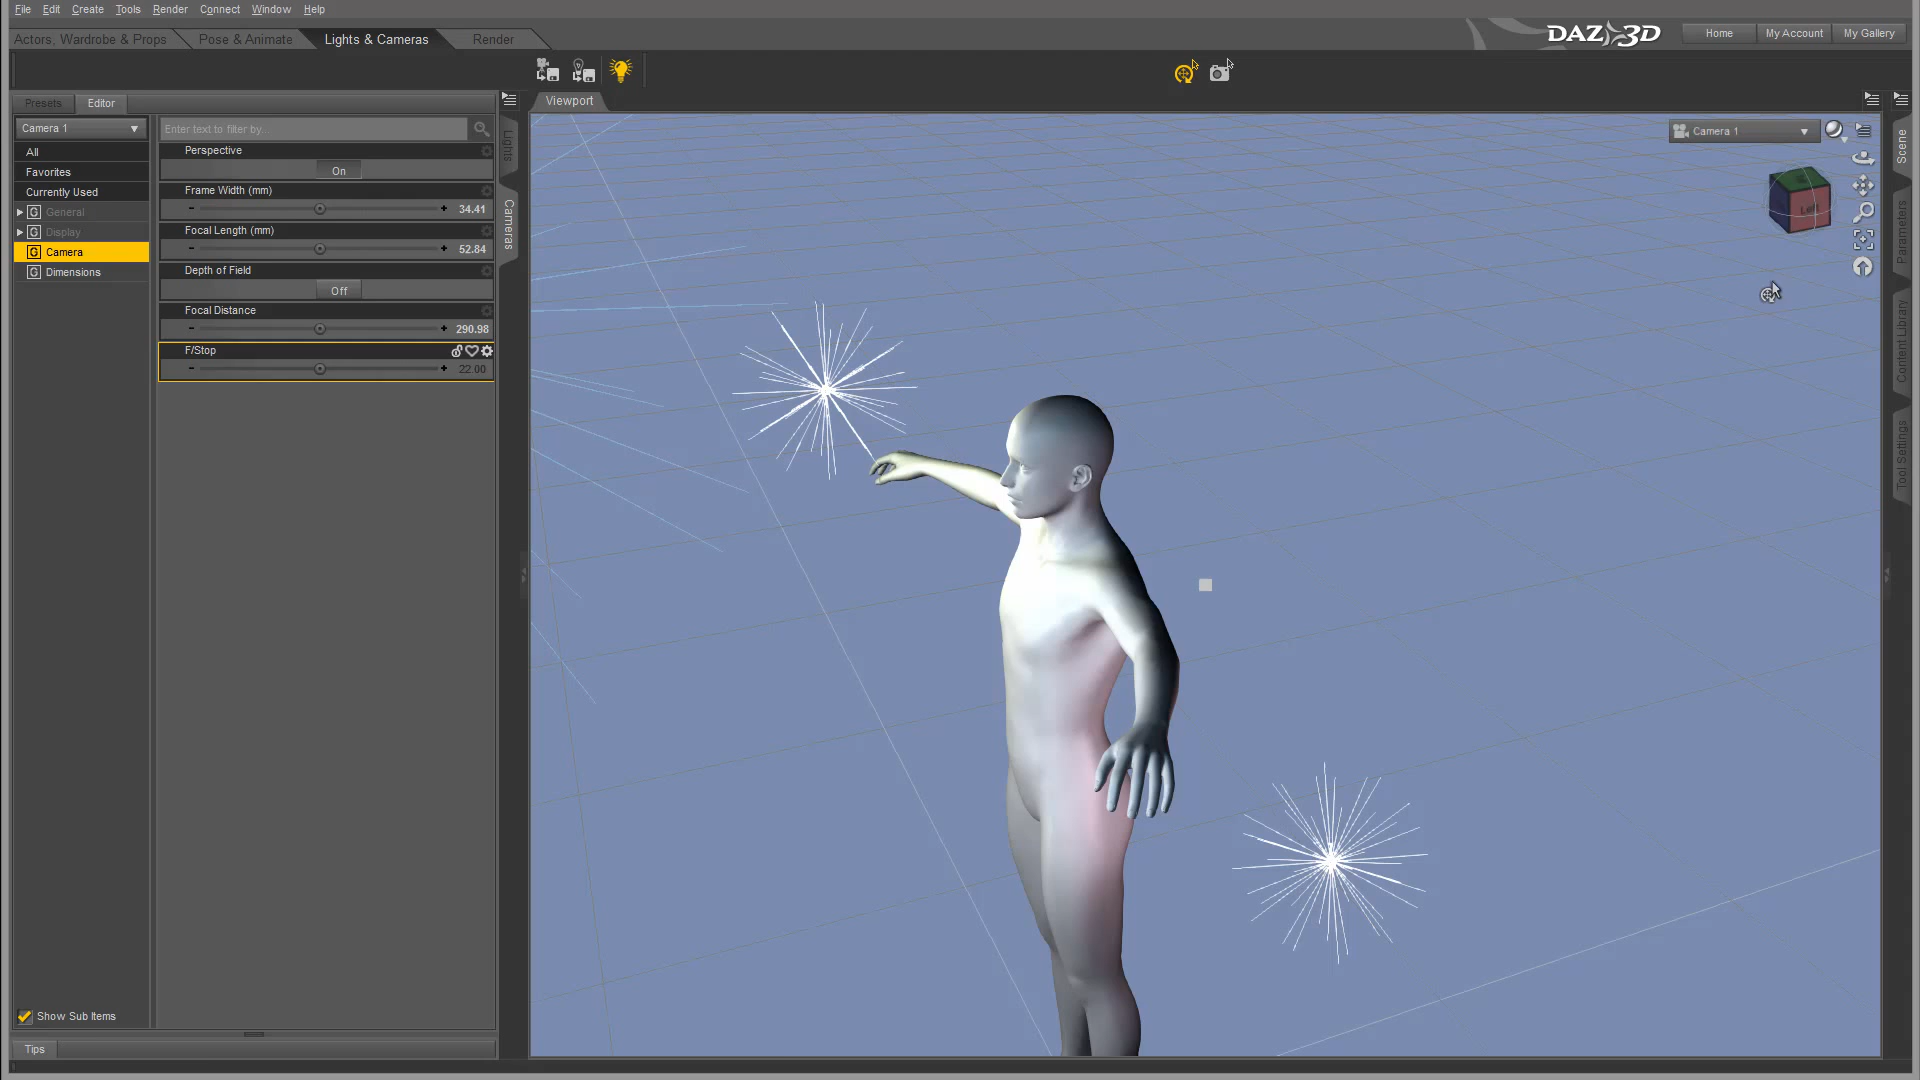 File Edit Create Tools Render Connect Window Help
Actors, Wardrobe & Props Pose & Animate Lights & Cameras Render
DAZ 3D Home My Account My Gallery
Presets Editor
Viewport
Camera 1
Enter text to filter by...
All
Favorites
Currently Used
G General
G Display
G Camera
G Dimensions
Perspective
On
Frame Width (mm)
- + 34.41
Focal Length (mm)
- + 52.84
Depth of Field
Off
Focal Distance
- + 290.98
F/Stop
- + 22.00
Lights
Cameras
Camera 1
Left
Scene
Parameters
Content Library
Tool Settings
Show Sub Items
Tips